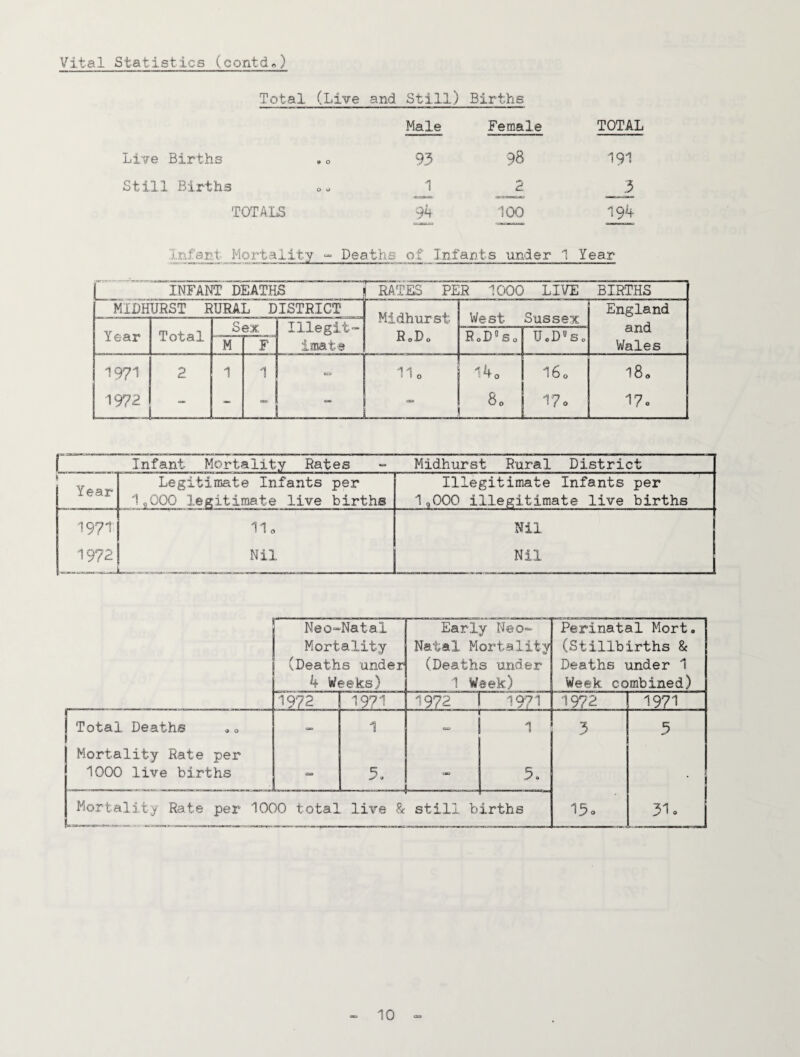 Vital Statistics (contd.)
Total (Live and Still) Births
Male Female TOTAL
Live Births .. 93 98 191
Still Births .. 1 2 3
TOTALS 94 100 194
Infant Mortality - Deaths of Infants under 1 Year
INFANT DEATHS RATES PER 1000 LIVE BIRTHS
MIDHURST RURAL DISTRICT Midhurst R.D. West Sussex England and Wales
Year Total Sex Illegit-imate R.D's. U.D's.
M F
1971 2 1 1 - 11. 14. 16. 18.
1972 - - - - - 8. 17. 17.
Infant Mortality Rates - Midhurst Rural District
Year Legitimate Infants per Illegitimate Infants per
1,000 legitimate live births 1,000 illegitimate live births
1971 11. Nil
1972 Nil Nil
Neo-Natal Early Neo- Perinatal Mort.
Mortality Natal Mortality (Stillbirths &
(Deaths under (Deaths under Deaths under 1
4 Weeks) 1 Week) Week combined)
1972 1971 1972 1971 1972 1971
Total Deaths .. - 1 - 1 3 5
Mortality Rate per
1000 live births - 5. - 5.
Mortality Rate per 1000 total live & still births 15. 31.
- 10 -